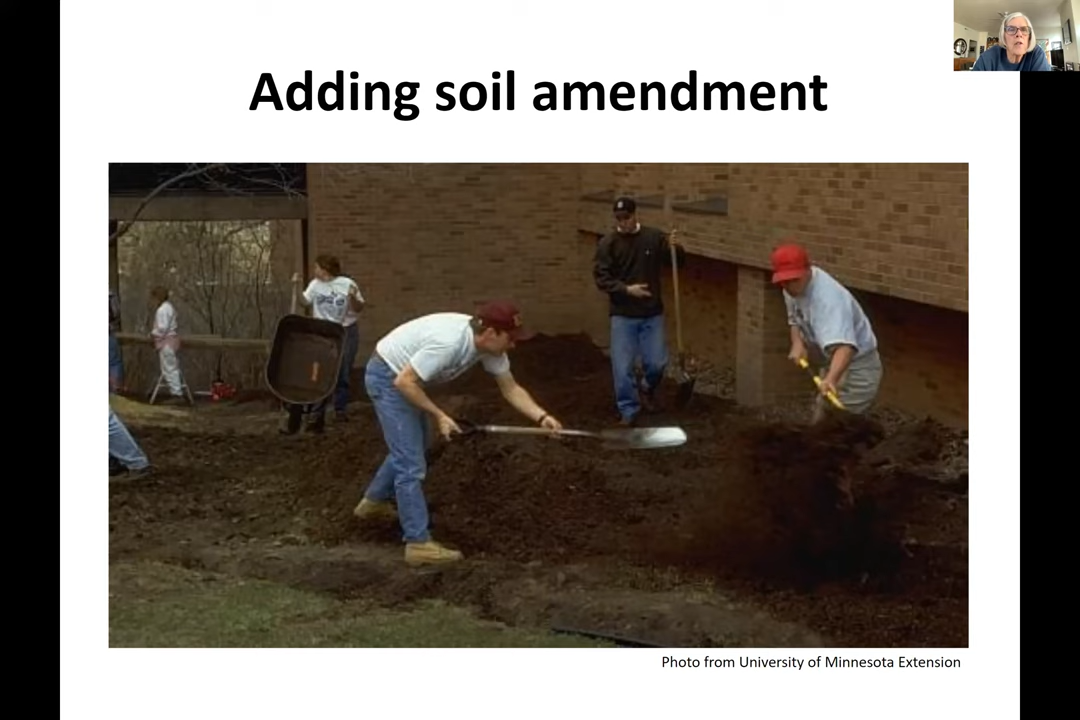 Adding soil amendment
Photo from University of Minnesota Extension